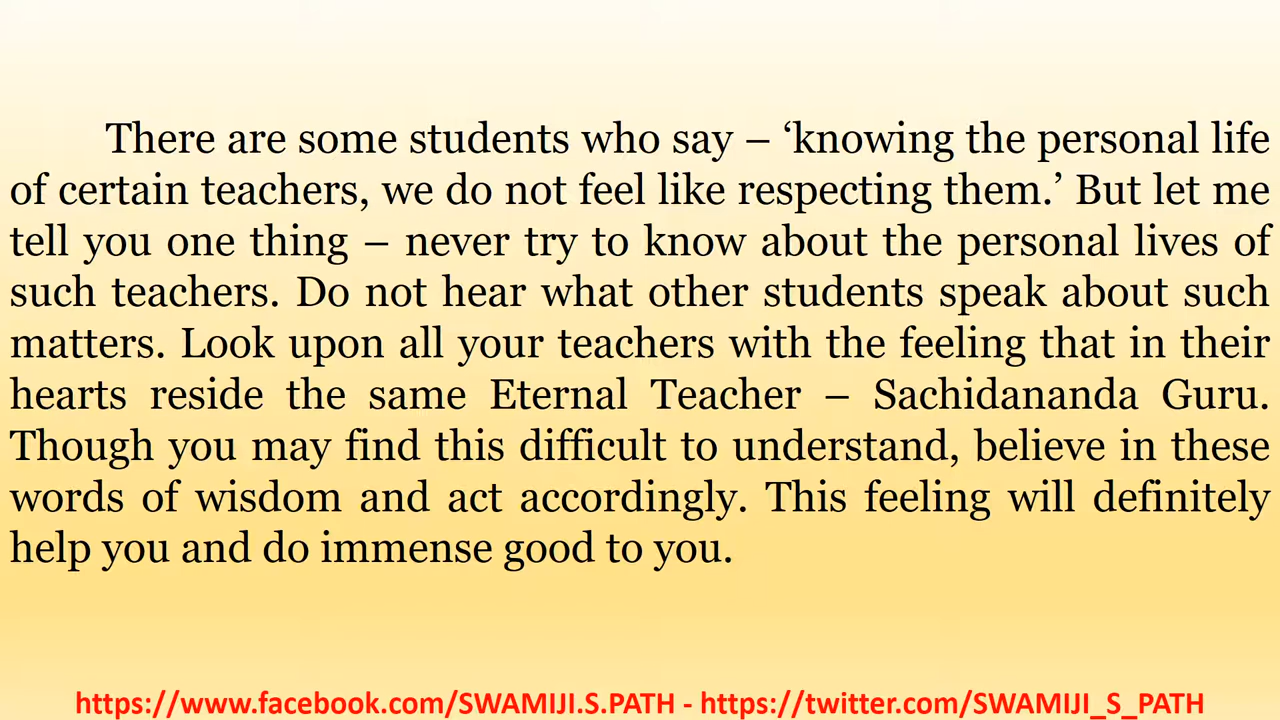 There are some students who say – ‘knowing the personal life
of certain teachers, we do not feel like respecting them.’ But let me
tell you one thing – never try to know about the personal lives of
such teachers. Do not hear what other students speak about such
matters. Look upon all your teachers with the feeling that in their
hearts reside the same Eternal Teacher – Sachidananda Guru.
Though you may find this difficult to understand, believe in these
words of wisdom and act accordingly. This feeling will definitely
help you and do immense good to you.
https://www.facebook.com/SWAMIJI.S.PATH - https://twitter.com/SWAMIJI_S_PATH